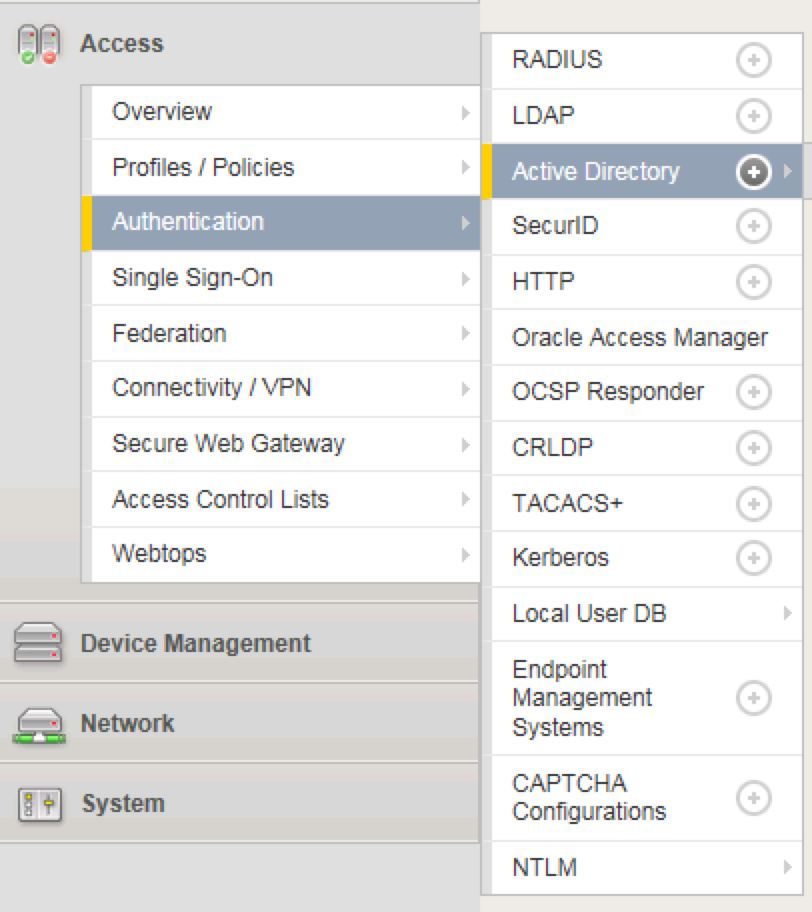 Access
Overview
Profiles / Policies
Authentication
Single Sign-On
Federation
Connectivity / VPN
Secure Web Gateway
Access Control Lists
Webtops
Device Management
Network
System
RADIUS
LDAP
Active Directory
SecurID
HTTP
Oracle Access Manager
OCSP Responder
CRLDP
TACACS+
Kerberos
Local User DB
Endpoint
Management
Systems
CAPTCHA
Configurations
NTLM